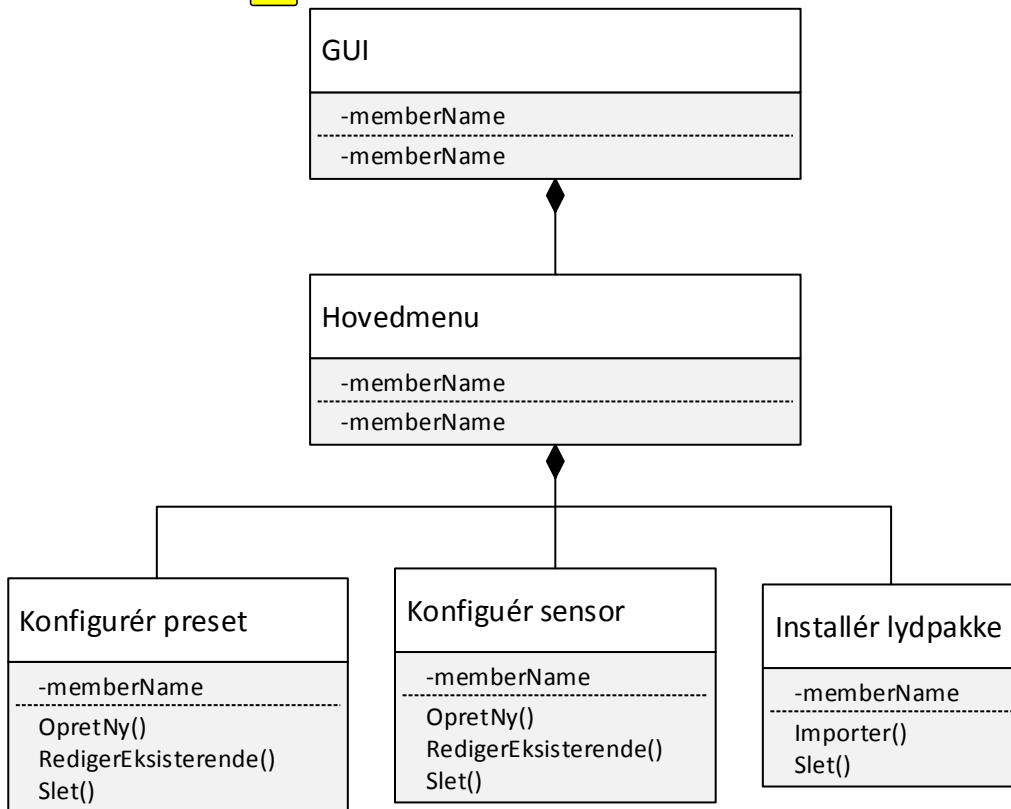 GUI
-memberName
-memberName
Hovedmenu
-memberName
-memberName
Konfigurér preset
-memberName
OpretNy()
RedigerEksisterende()
Slet()
Konfiguér sensor
-memberName
OpretNy()
RedigerEksisterende()
Slet()
Installér lydpakke
-memberName
Importer()
Slet()